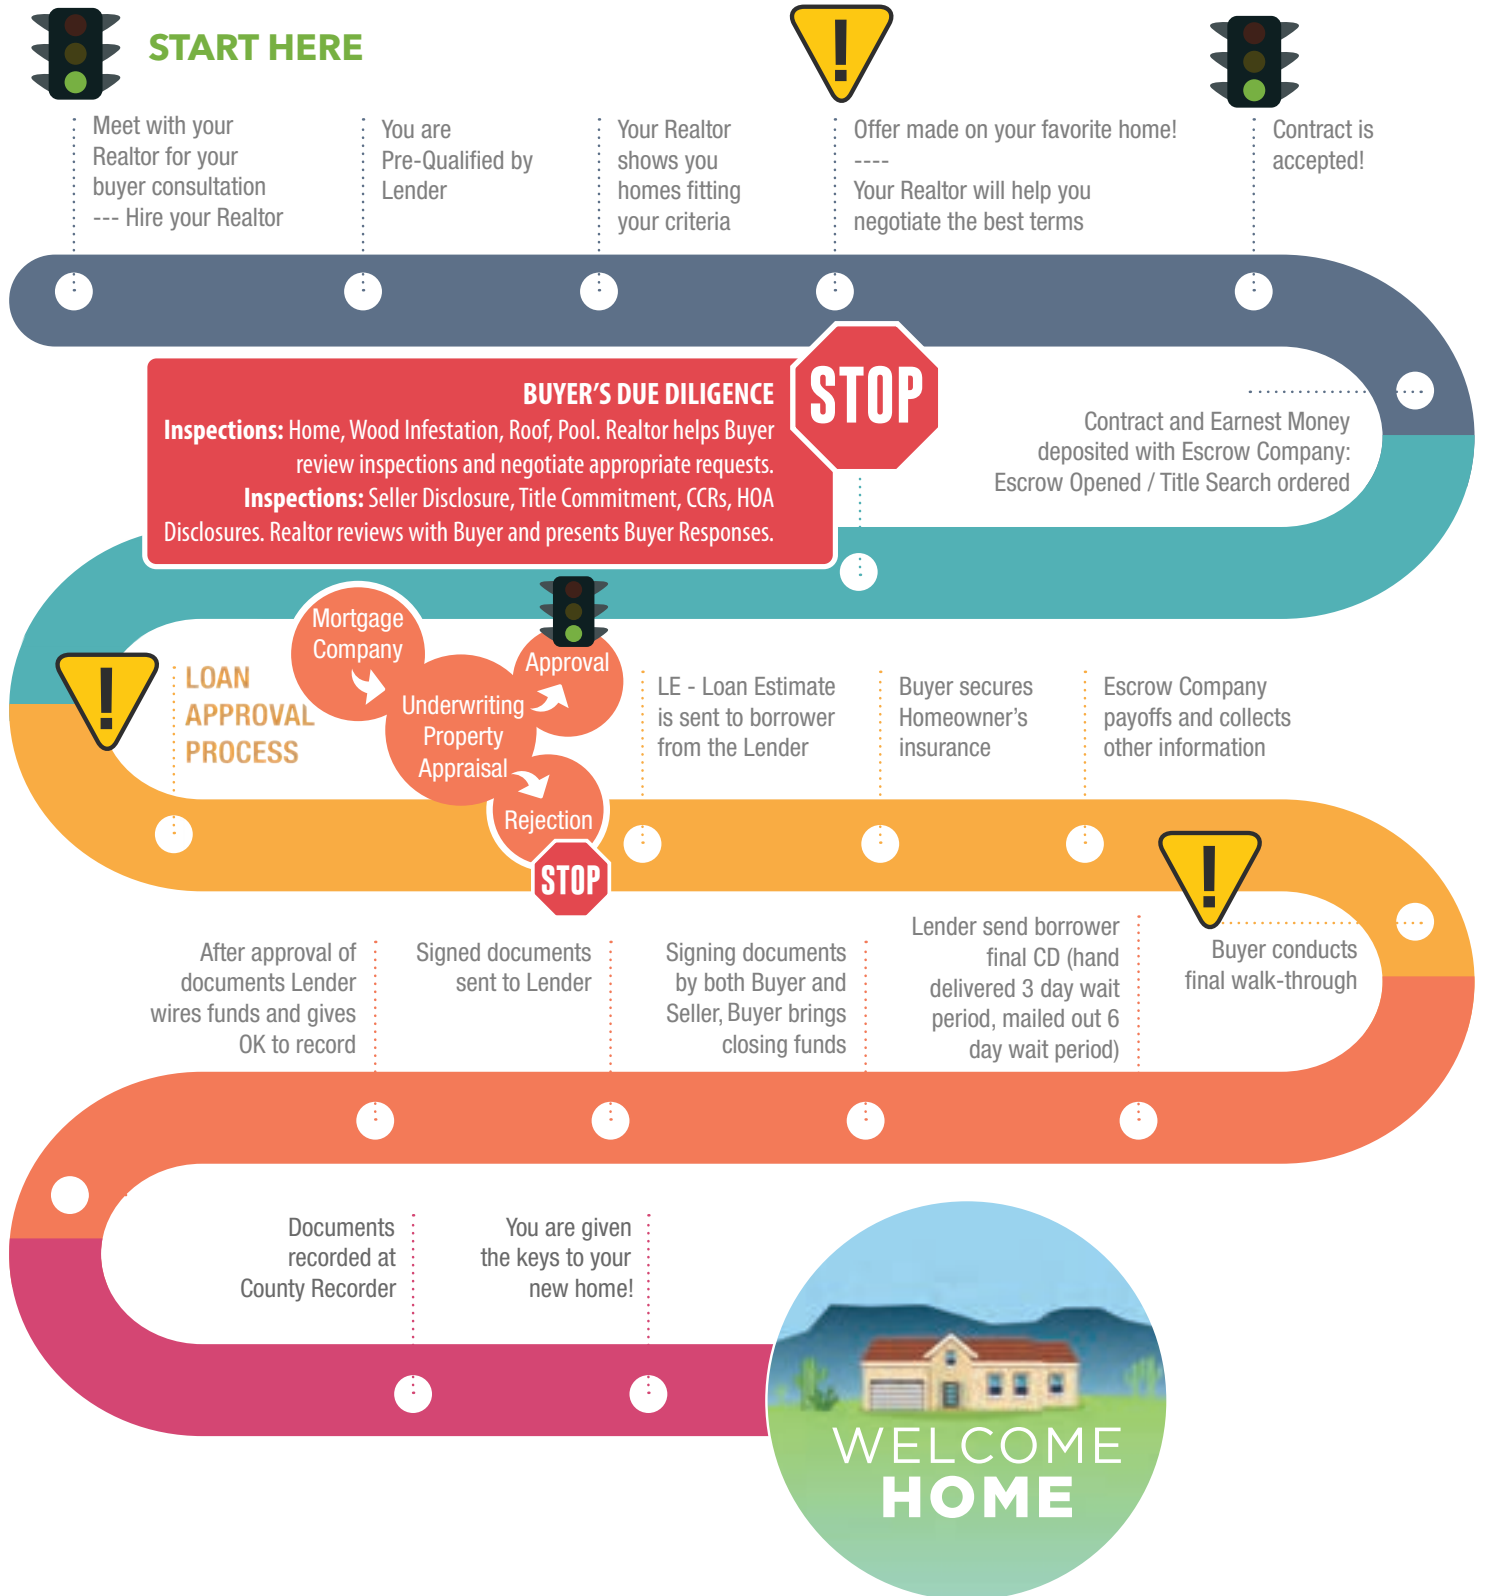 START HERE
Meet with your
Realtor for your
buyer consultation
--- Hire your Realtor
You are
Pre-Qualified by
Lender
Your Realtor
shows you
homes fitting
your criteria
!
Offer made on your favorite home!
----
Your Realtor will help you
negotiate the best terms
Contract is
accepted!
Contract and Earnest Money
deposited with Escrow Company:
Escrow Opened / Title Search ordered
STOP
BUYER'S DUE DILIGENCE
Inspections: Home, Wood Infestation, Roof, Pool. Realtor helps Buyer
review inspections and negotiate appropriate requests.
Inspections: Seller Disclosure, Title Commitment, CCRs, HOA
Disclosures. Realtor reviews with Buyer and presents Buyer Responses.
!
LOAN
APPROVAL
PROCESS
Mortgage
Company
Underwriting
Property
Appraisal
Approval
Rejection
STOP
LE - Loan Estimate
is sent to borrower
from the Lender
Buyer secures
Homeowner's
insurance
Escrow Company
payoffs and collects
other information
!
Buyer conducts
final walk-through
Lender send borrower
final CD (hand
delivered 3 day wait
period, mailed out 6
day wait period)
Signing documents
by both Buyer and
Seller, Buyer brings
closing funds
Signed documents
sent to Lender
After approval of
documents Lender
wires funds and gives
OK to record
Documents
recorded at
County Recorder
You are given
the keys to your
new home!
WELCOME
HOME